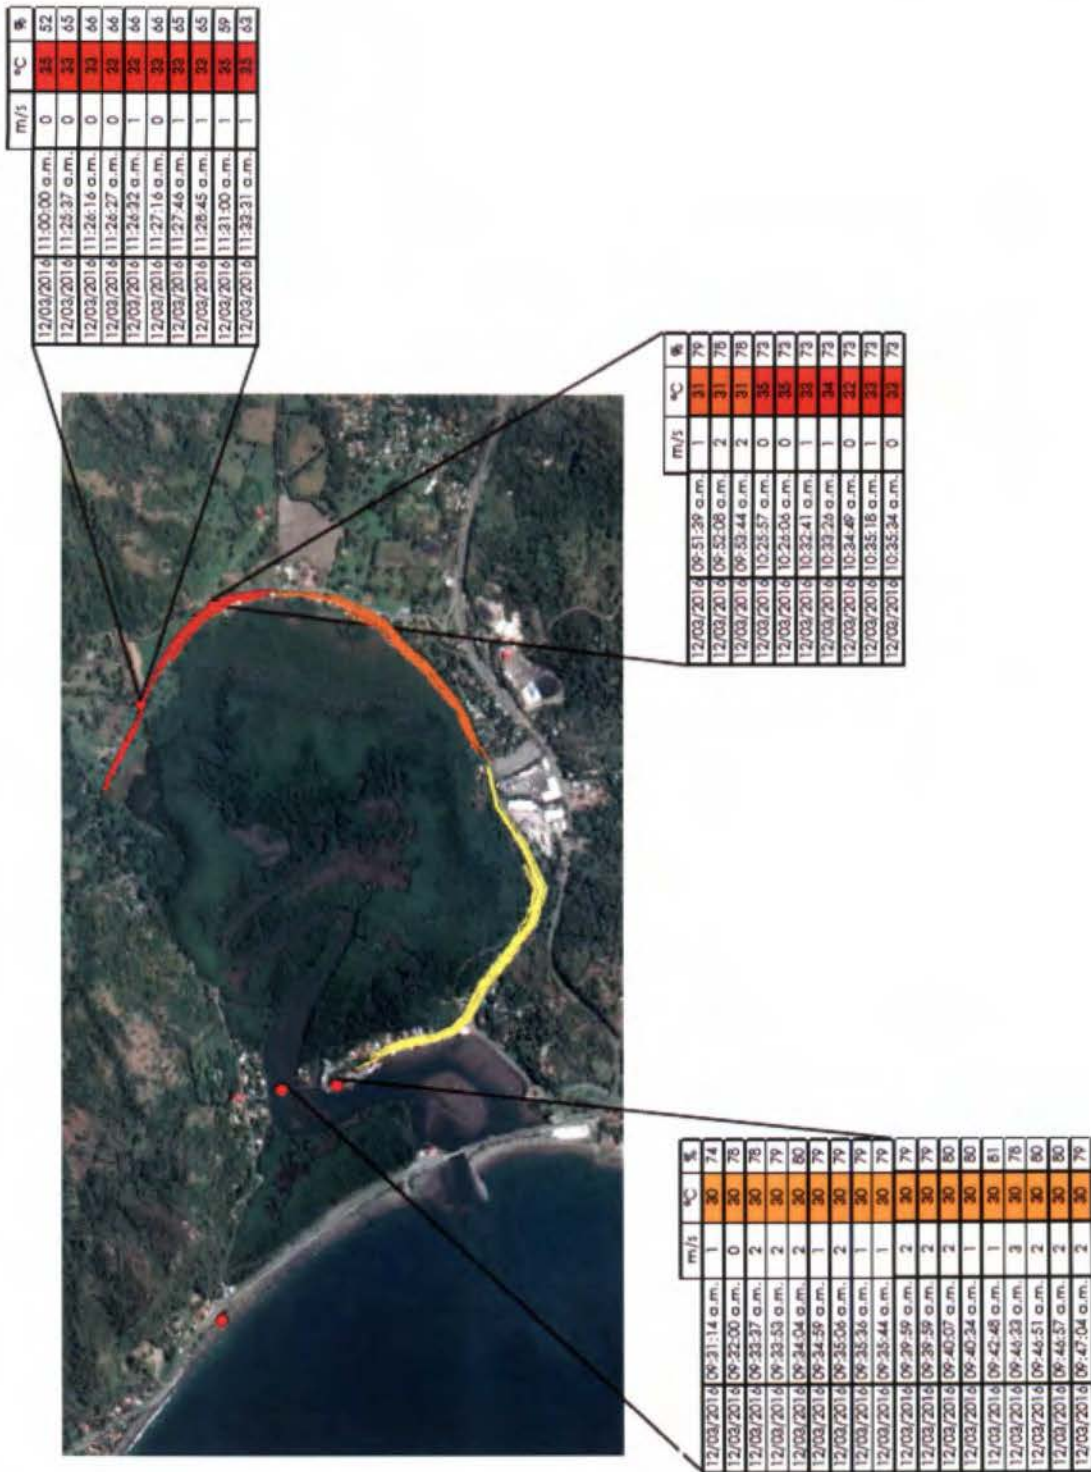 m/s °C %
12/03/2016 11:00:00 a.m. 0 35 52
12/03/2016 11:25:37 a.m. 0 33 65
12/03/2016 11:26:16 a.m. 0 33 66
12/03/2016 11:26:27 a.m. 0 32 66
12/03/2016 11:26:32 a.m. 1 32 66
12/03/2016 11:27:16 a.m. 0 33 66
12/03/2016 11:27:46 a.m. 1 33 65
12/03/2016 11:28:45 a.m. 1 33 65
12/03/2016 11:31:00 a.m. 1 35 59
12/03/2016 11:33:31 a.m. 1 35 63
m/s °C %
12/03/2016 09:51:39 a.m. 1 31 79
12/03/2016 09:52:08 a.m. 2 31 78
12/03/2016 09:53:44 a.m. 2 31 78
12/03/2016 10:25:57 a.m. 0 35 73
12/03/2016 10:26:06 a.m. 0 35 73
12/03/2016 10:32:41 a.m. 1 33 73
12/03/2016 10:33:26 a.m. 1 34 73
12/03/2016 10:34:49 a.m. 0 32 73
12/03/2016 10:35:18 a.m. 1 33 73
12/03/2016 10:35:34 a.m. 0 33 73
m/s °C %
12/03/2016 09:31:14 a.m. 1 30 74
12/03/2016 09:32:00 a.m. 0 30 78
12/03/2016 09:33:37 a.m. 2 30 78
12/03/2016 09:33:53 a.m. 2 30 79
12/03/2016 09:34:04 a.m. 2 30 80
12/03/2016 09:34:59 a.m. 1 30 79
12/03/2016 09:35:06 a.m. 2 30 79
12/03/2016 09:35:36 a.m. 1 30 79
12/03/2016 09:35:44 a.m. 1 30 79
12/03/2016 09:39:59 a.m. 2 30 79
12/03/2016 09:39:59 a.m. 2 30 79
12/03/2016 09:40:07 a.m. 2 30 80
12/03/2016 09:40:34 a.m. 1 30 80
12/03/2016 09:42:48 a.m. 1 30 81
12/03/2016 09:46:33 a.m. 3 30 78
12/03/2016 09:46:51 a.m. 2 30 80
12/03/2016 09:46:57 a.m. 2 30 80
12/03/2016 09:47:04 a.m. 2 30 79